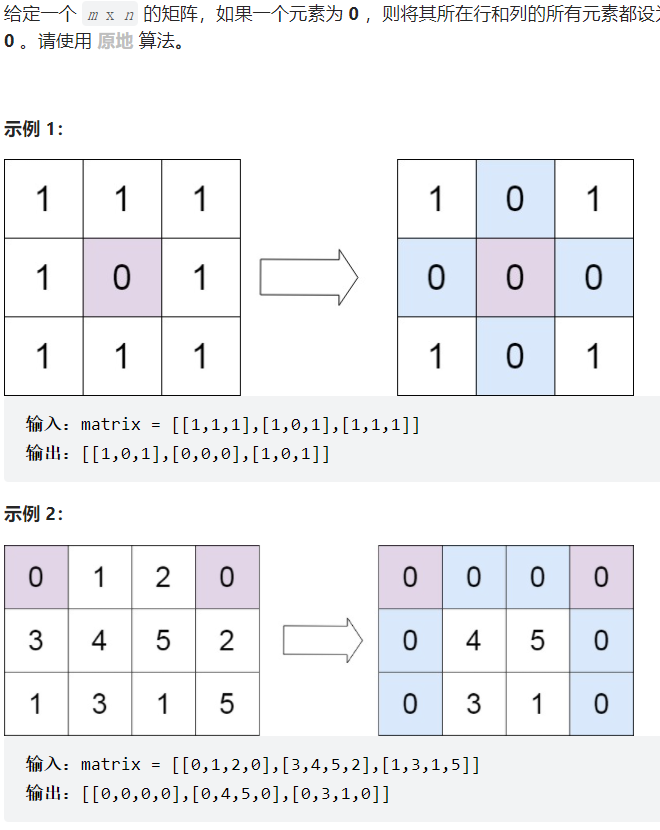 给定一个 m x n 的矩阵，如果一个元素为 0 ，则将其所在行和列的所有元素都设
0 。请使用 原地 算法。
示例 1：
1 1 1 1 0 1
1 0 1 0 0 0
1 1 1 1 0 1
输入：matrix = [[1,1,1],[1,0,1],[1,1,1]]
输出：[[1,0,1],[0,0,0],[1,0,1]]
示例 2：
0 1 2 0 0 0 0 0
3 4 5 2 0 4 5 0
1 3 1 5 0 3 1 0
输入：matrix = [[0,1,2,0],[3,4,5,2],[1,3,1,5]]
输出：[[0,0,0,0],[0,4,5,0],[0,3,1,0]]